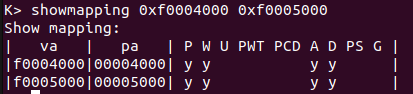 K> showmapping 0xf0004000 0xf0005000
Show mapping:
|   va   |   pa   | P W U PWT PCD A D PS G |
|f0004000|00004000| y y           y y      |
|f0005000|00005000| y y           y y      |